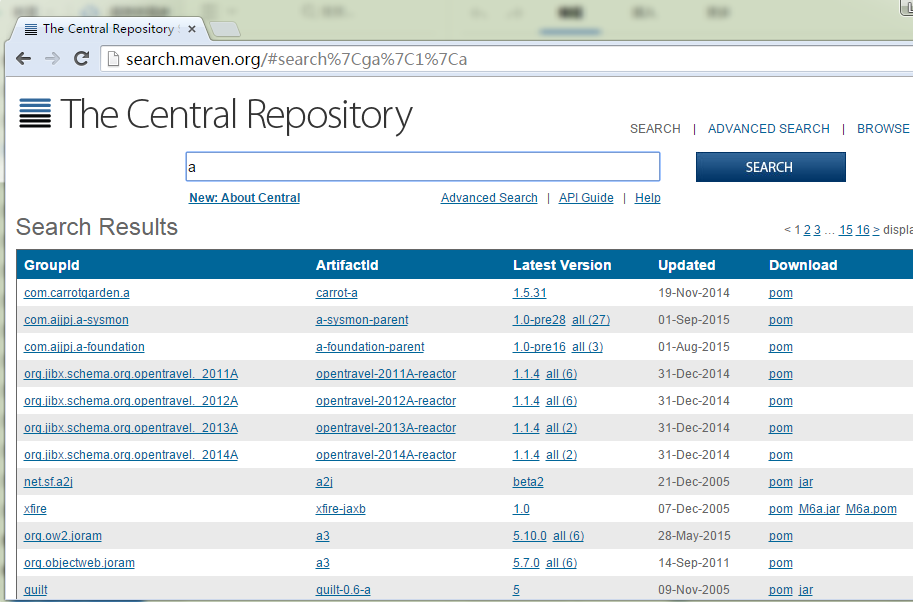 The Central Repository
search.maven.org/#search%7Cga%7C1%7Ca
The Central Repository
SEARCH | ADVANCED SEARCH | BROWSE
a SEARCH
New: About Central Advanced Search | API Guide | Help
Search Results < 1 2 3 ... 15 16 > displa
GroupId ArtifactId Latest Version Updated Download
com.carrotgarden.a carrot-a 1.5.31 19-Nov-2014 pom
com.ajjpj.a-sysmon a-sysmon-parent 1.0-pre28 all (27) 01-Sep-2015 pom
com.ajjpj.a-foundation a-foundation-parent 1.0-pre16 all (3) 01-Aug-2015 pom
org.jibx.schema.org.opentravel._2011A opentravel-2011A-reactor 1.1.4 all (6) 31-Dec-2014 pom
org.jibx.schema.org.opentravel._2012A opentravel-2012A-reactor 1.1.4 all (6) 31-Dec-2014 pom
org.jibx.schema.org.opentravel._2013A opentravel-2013A-reactor 1.1.4 all (2) 31-Dec-2014 pom
org.jibx.schema.org.opentravel._2014A opentravel-2014A-reactor 1.1.4 all (2) 31-Dec-2014 pom
net.sf.a2j a2j beta2 21-Dec-2005 pom jar
xfire xfire-jaxb 1.0 07-Dec-2005 pom M6a.jar M6a.pom
org.ow2.joram a3 5.10.0 all (6) 28-May-2015 pom
org.objectweb.joram a3 5.7.0 all (6) 14-Sep-2011 pom
quilt quilt-0.6-a 5 09-Nov-2005 pom jar